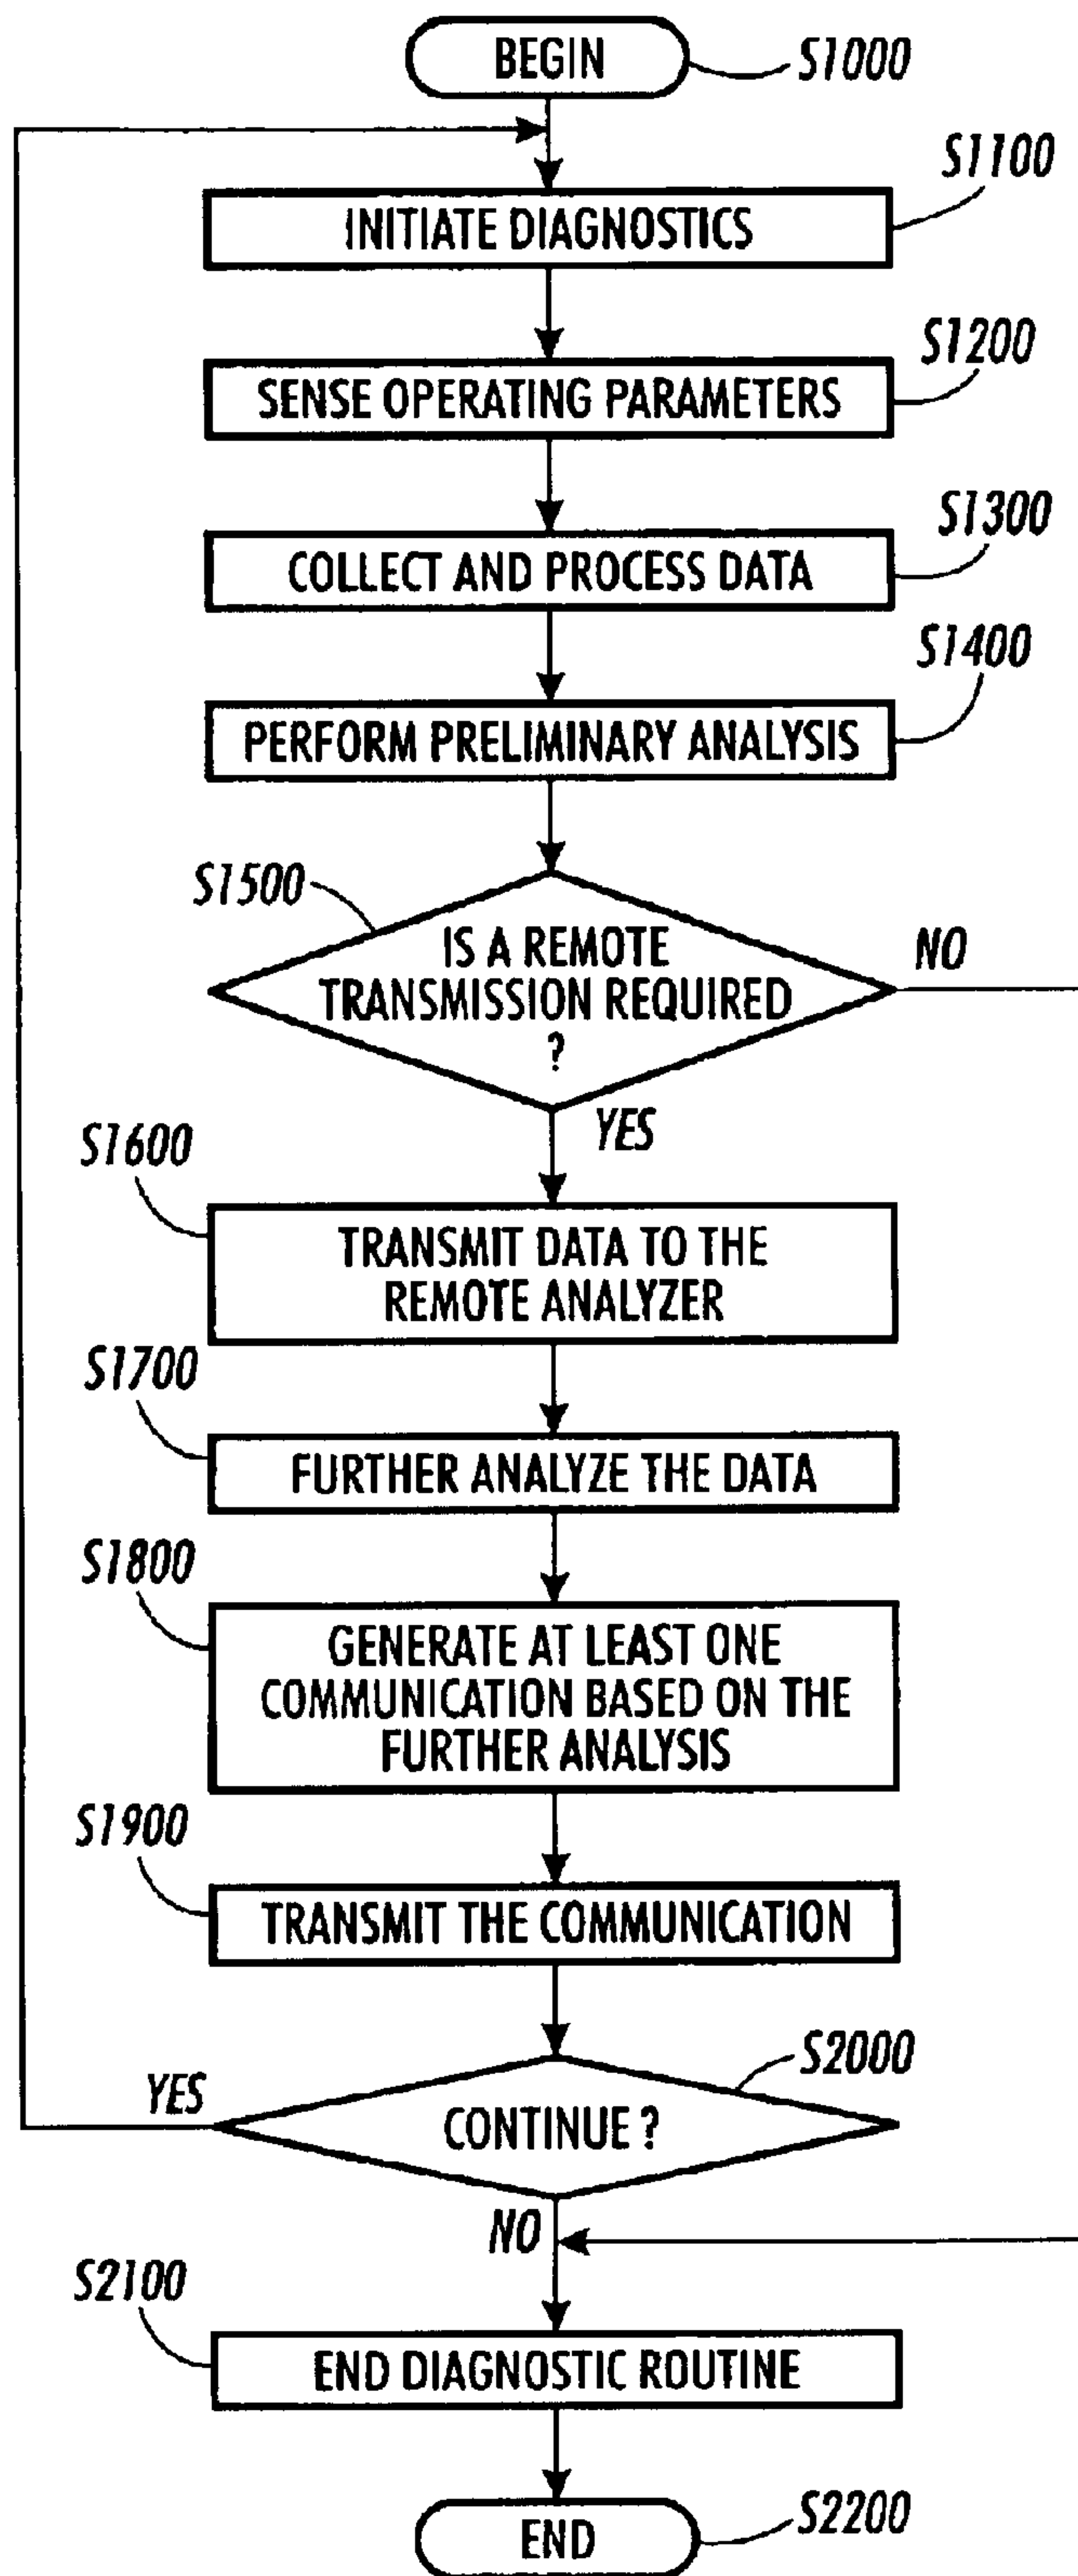 BEGIN
S1000
S1100
INITIATE DIAGNOSTICS
S1200
SENSE OPERATING PARAMETERS
S1300
COLLECT AND PROCESS DATA
S1400
PERFORM PRELIMINARY ANALYSIS
S1500
IS A REMOTE
TRANSMISSION REQUIRED
?
NO
YES
S1600
TRANSMIT DATA TO THE
REMOTE ANALYZER
S1700
FURTHER ANALYZE THE DATA
S1800
GENERATE AT LEAST ONE
COMMUNICATION BASED ON THE
FURTHER ANALYSIS
S1900
TRANSMIT THE COMMUNICATION
S2000
YES
CONTINUE ?
NO
S2100
END DIAGNOSTIC ROUTINE
END
S2200